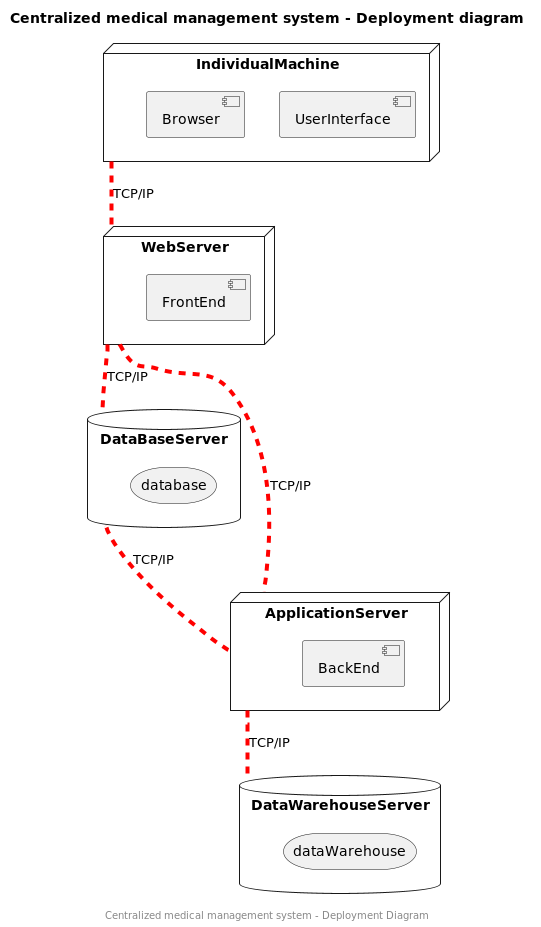 Centralized medical management system - Deployment diagram
IndividualMachine
Browser
UserInterface
TCP/IP
WebServer
FrontEnd
TCP/IP
DataBaseServer
database
TCP/IP
TCP/IP
ApplicationServer
BackEnd
TCP/IP
DataWarehouseServer
dataWarehouse
Centralized medical management system - Deployment Diagram